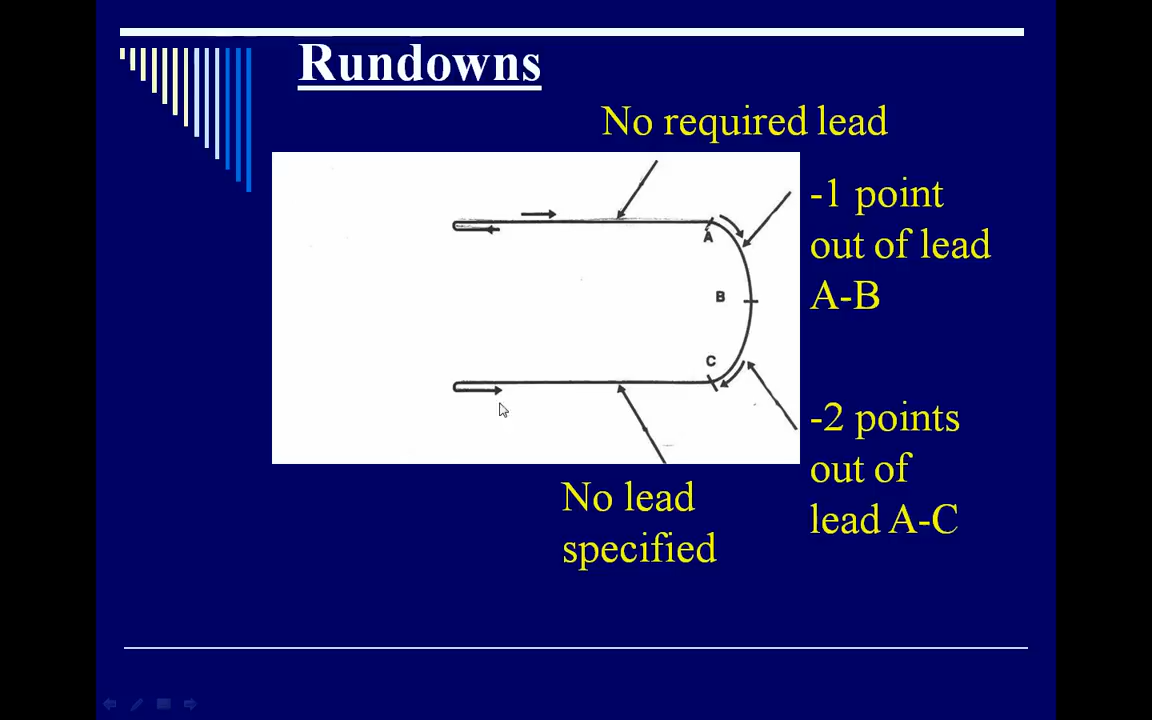 Rundowns
No required lead
-1 point
out of lead
A-B
A
B
C
-2 points
out of
lead A-C
No lead
specified